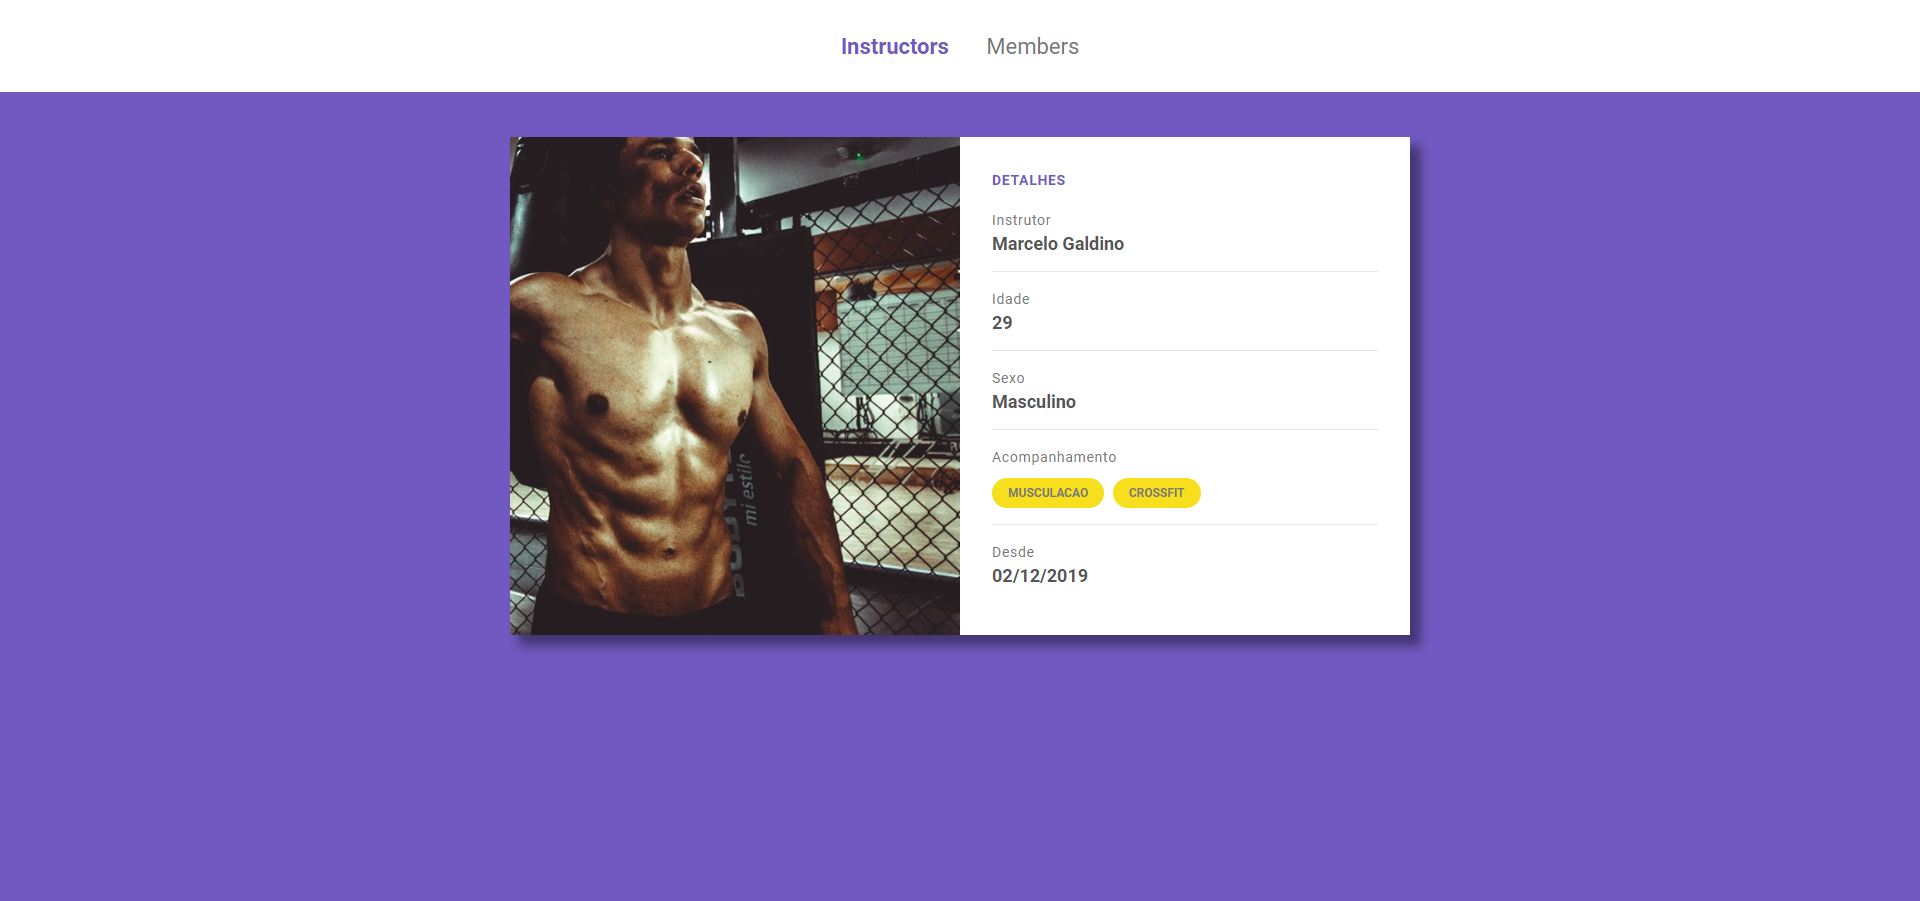 Instructors Members
DETALHES
Instrutor
Marcelo Galdino
Idade
29
Sexo
Masculino
Acompanhamento
MUSCULACAO CROSSFIT
Desde
02/12/2019
mi estilo